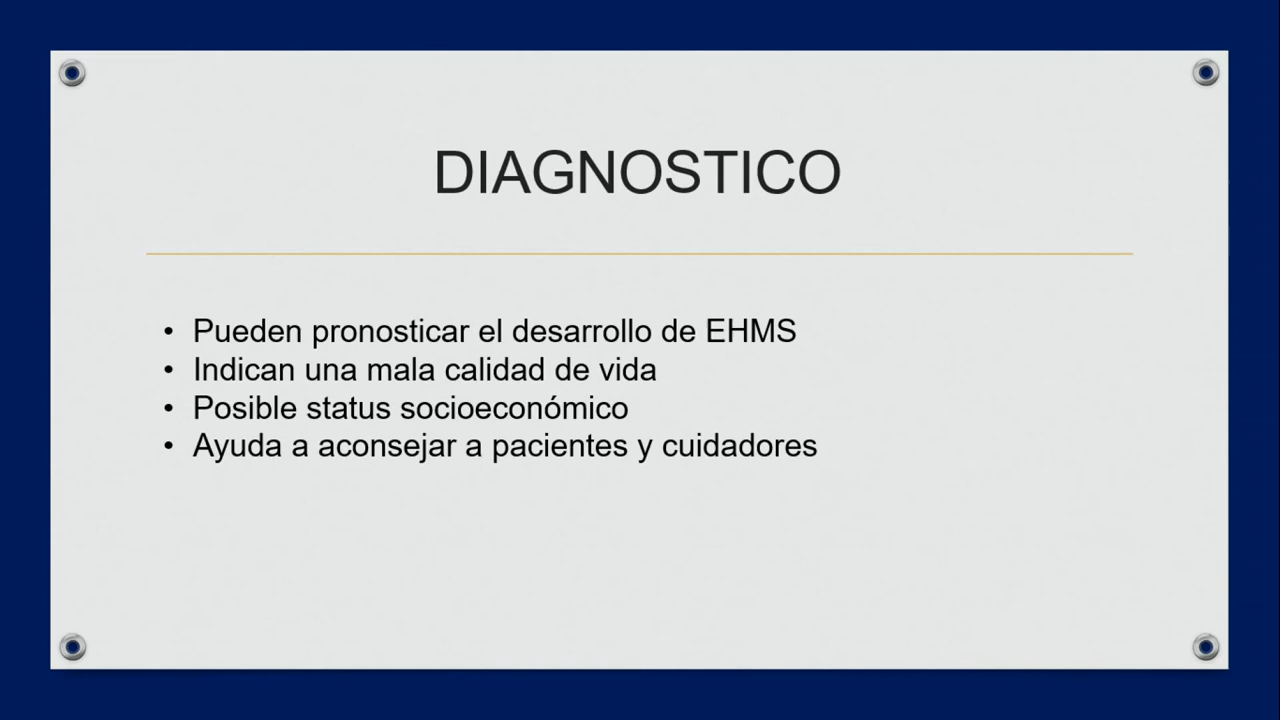 DIAGNOSTICO
• Pueden pronosticar el desarrollo de EHMS
• Indican una mala calidad de vida
• Posible status socioeconómico
• Ayuda a aconsejar a pacientes y cuidadores